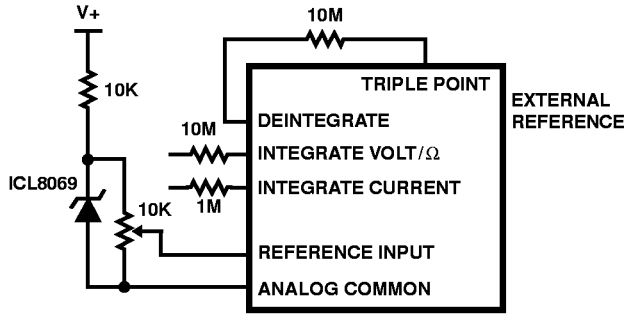 10M
V+
TRIPLE POINT
10K
EXTERNAL
REFERENCE
DEINTEGRATE
10M
INTEGRATE VOLT/Ω
ICL8069
INTEGRATE CURRENT
1M
10K
REFERENCE INPUT
ANALOG COMMON